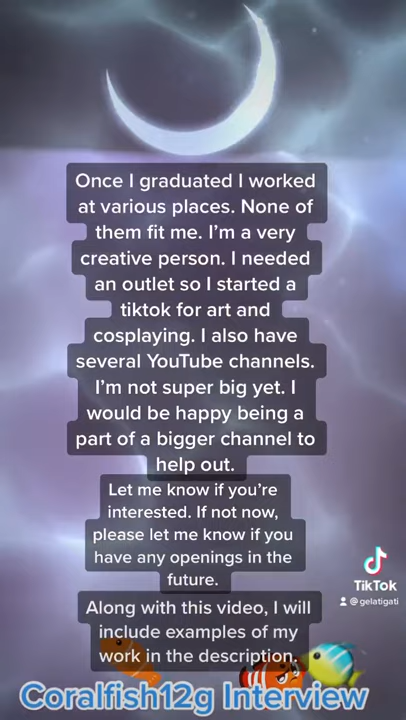 Once I graduated I worked
at various places. None of
them fit me. I'm a very
creative person. I needed
an outlet so I started a
tiktok for art and
cosplaying. I also have
several YouTube channels.
I'm not super big yet. I
would be happy being a
part of a bigger channel to
help out.
Let me know if you're
interested. If not now,
please let me know if you
have any openings in the
future.
TikTok
@gelatigati
Along with this video, I will
include examples of my
work in the description.
Coralfish12g Interview